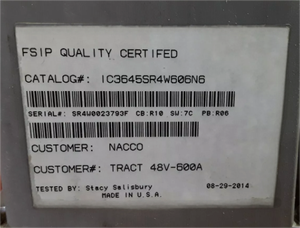 FSIP QUALITY CERTIFED
CATALOG#: IC3645SR4W606N6
SERIAL#: SR4W0023793F CB:R10 SW:7C PB:R06
CUSTOMER: NACCO
CUSTOMER#: TRACT 48V-600A
TESTED BY: Stacy Salisbury 08-29-2014
MADE IN U.S.A.